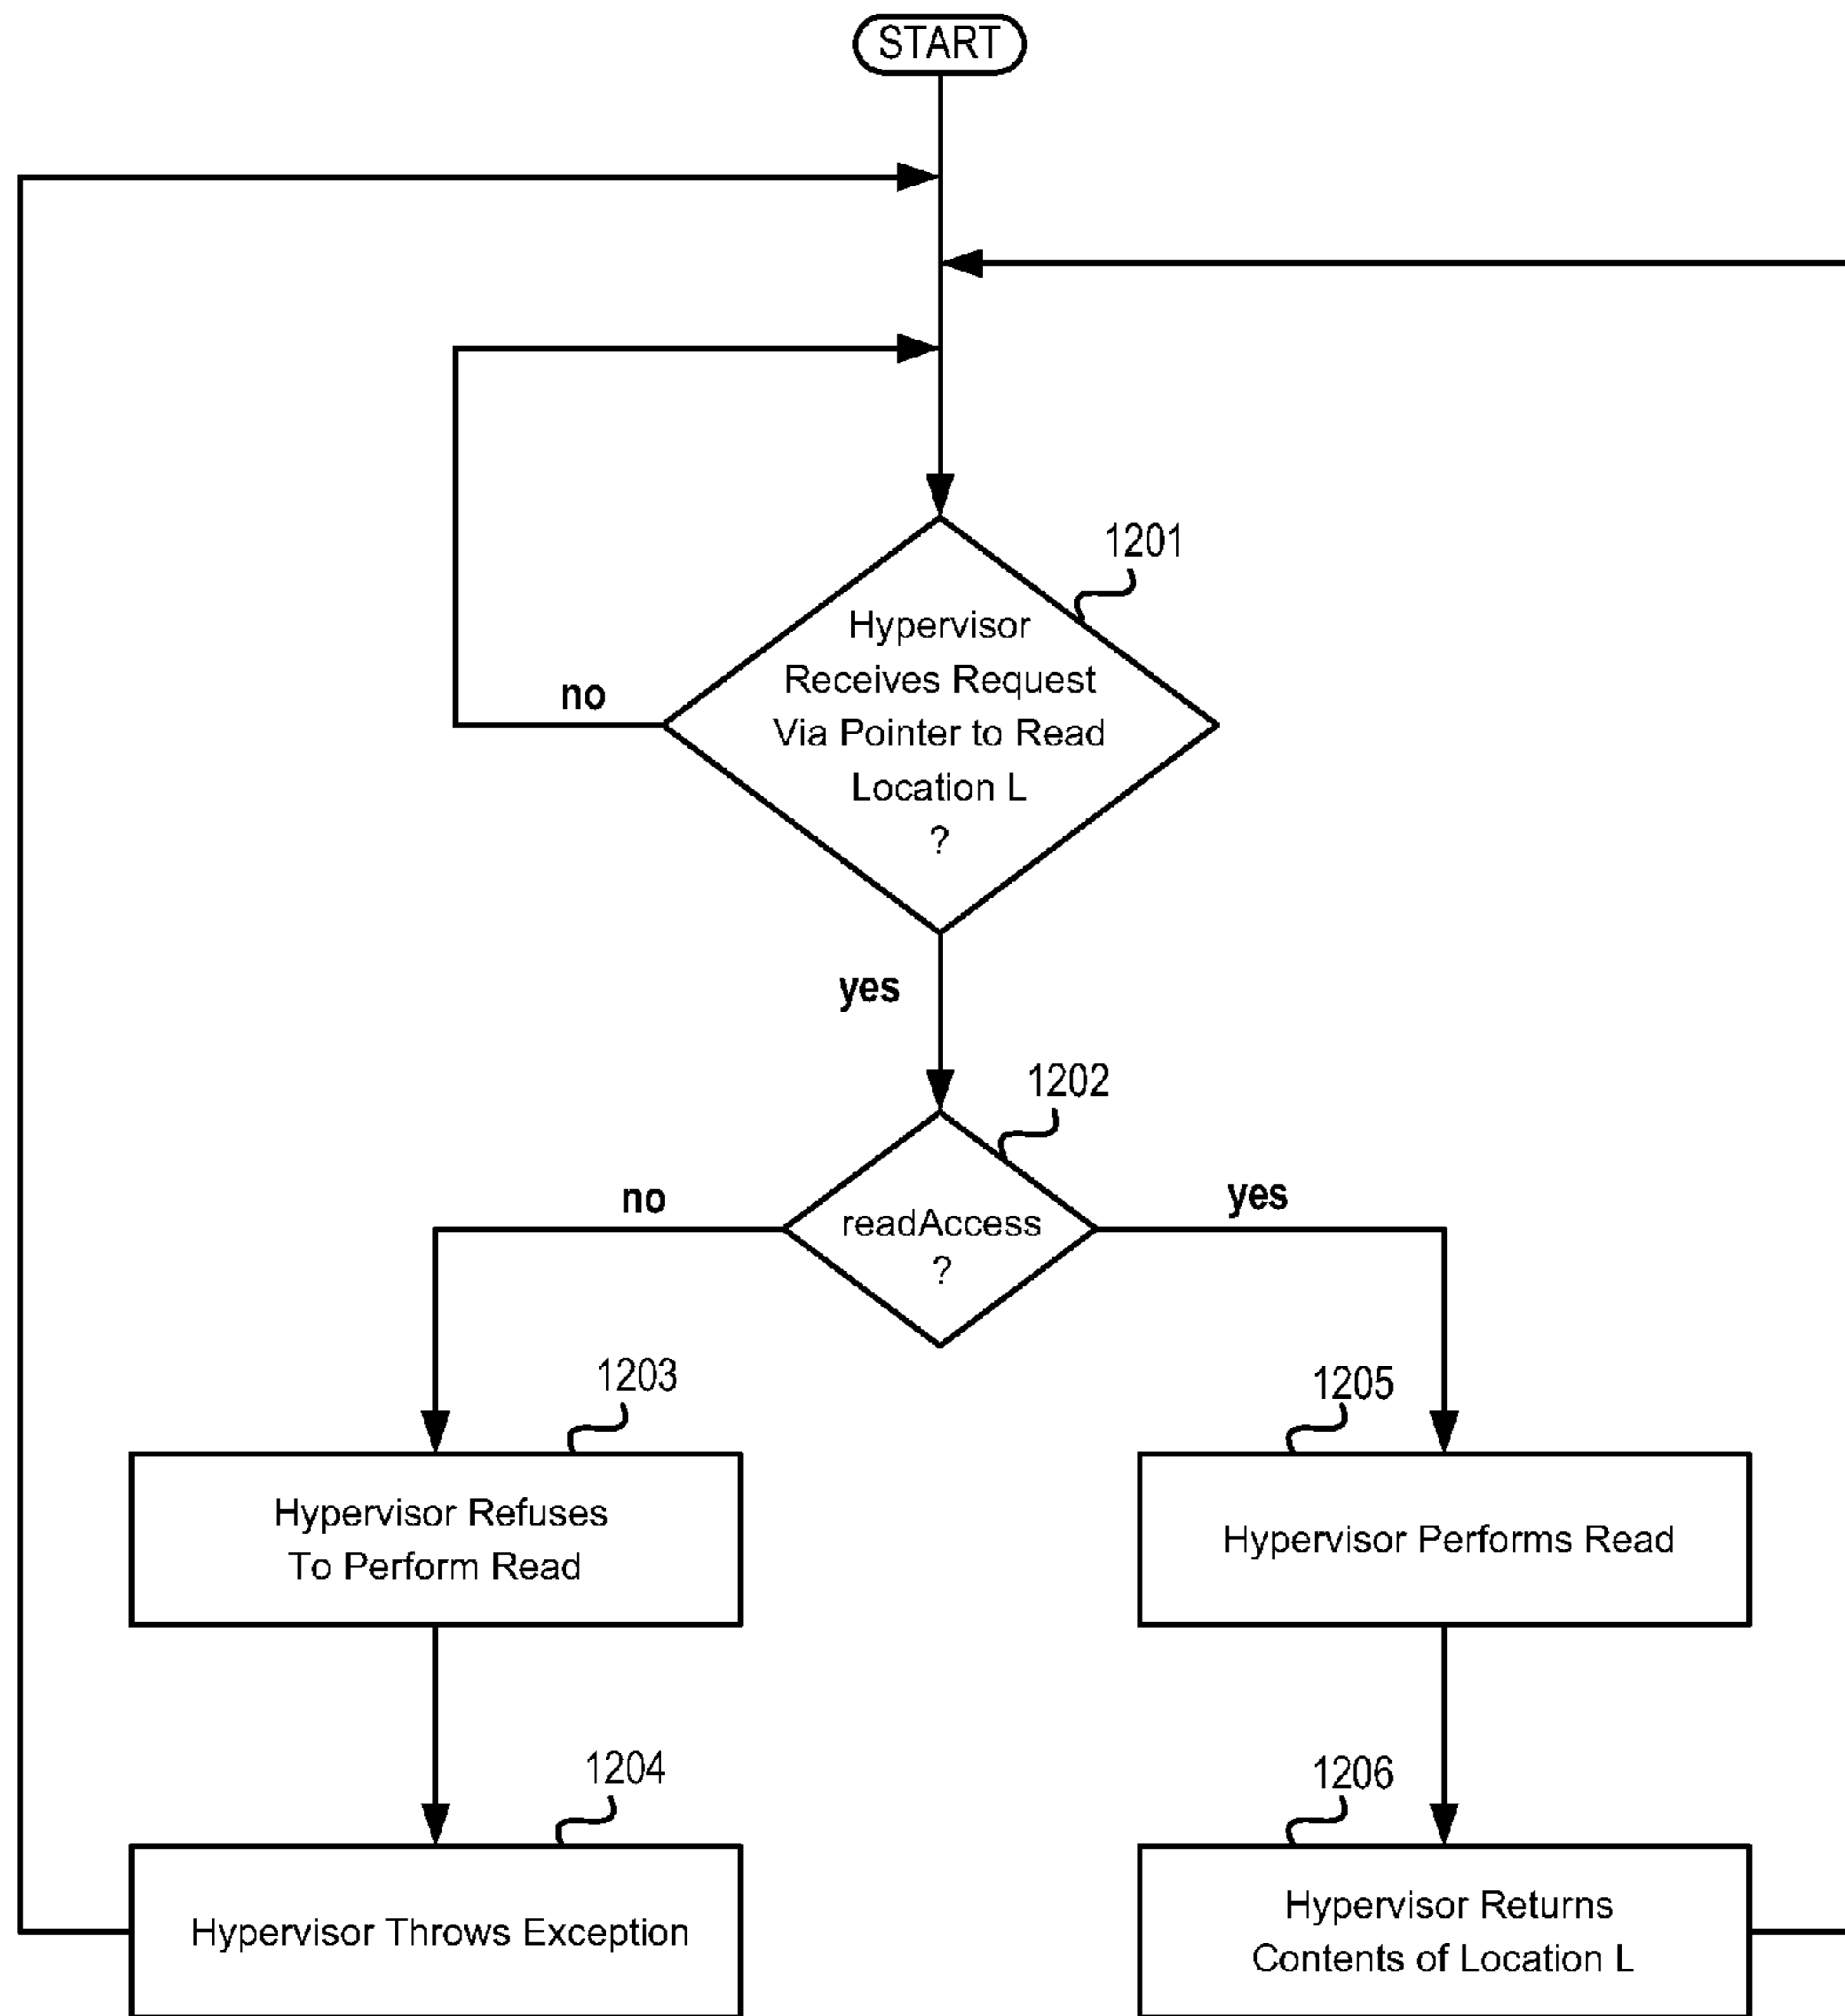 START
1201
Hypervisor
Receives Request
Via Pointer to Read
Location L
?
no
yes
1202
readAccess
?
no
yes
1203
Hypervisor Refuses
To Perform Read
1205
Hypervisor Performs Read
1204
Hypervisor Throws Exception
1206
Hypervisor Returns
Contents of Location L